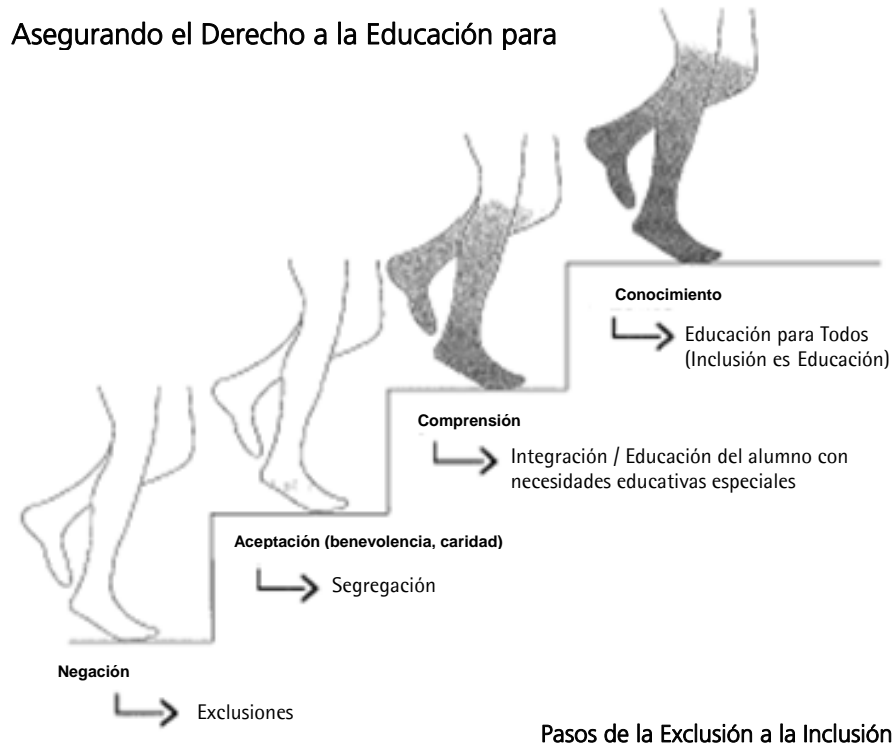 Asegurando el Derecho a la Educación para
Conocimiento
Educación para Todos
(Inclusión es Educación)
Comprensión
Integración / Educación del alumno con
necesidades educativas especiales
Aceptación (benevolencia, caridad)
Segregación
Negación
Exclusiones
Pasos de la Exclusión a la Inclusión